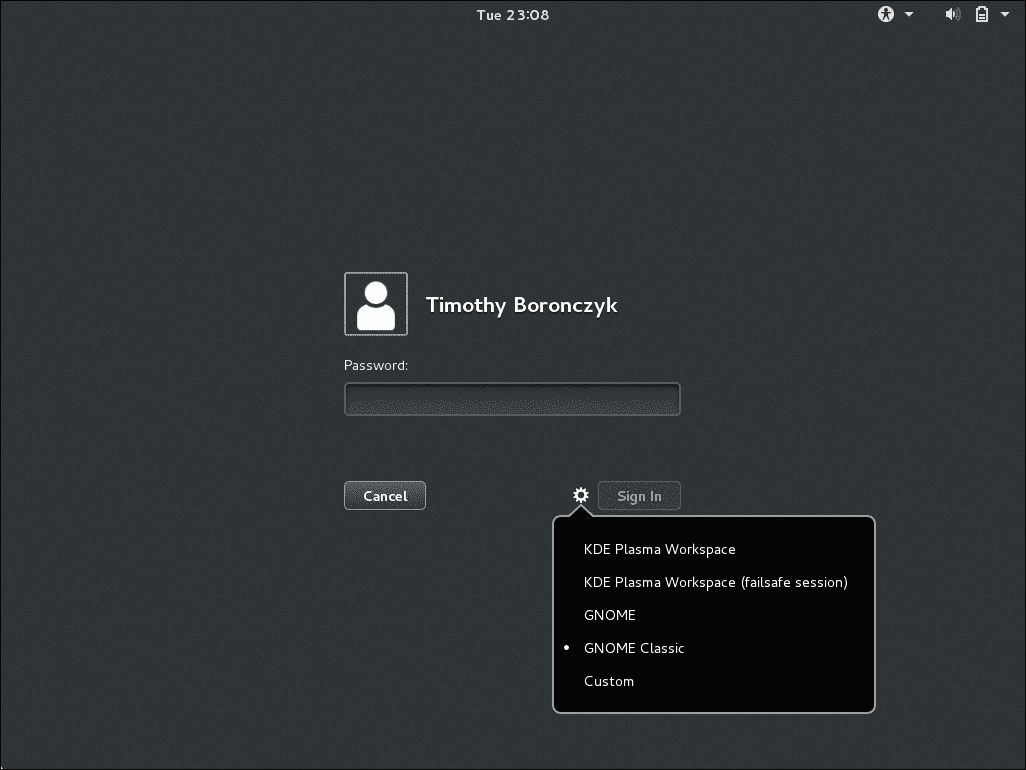 Tue 23:08
Timothy Boronczyk
Password:
Cancel
Sign In
KDE Plasma Workspace
KDE Plasma Workspace (failsafe session)
GNOME
GNOME Classic
Custom